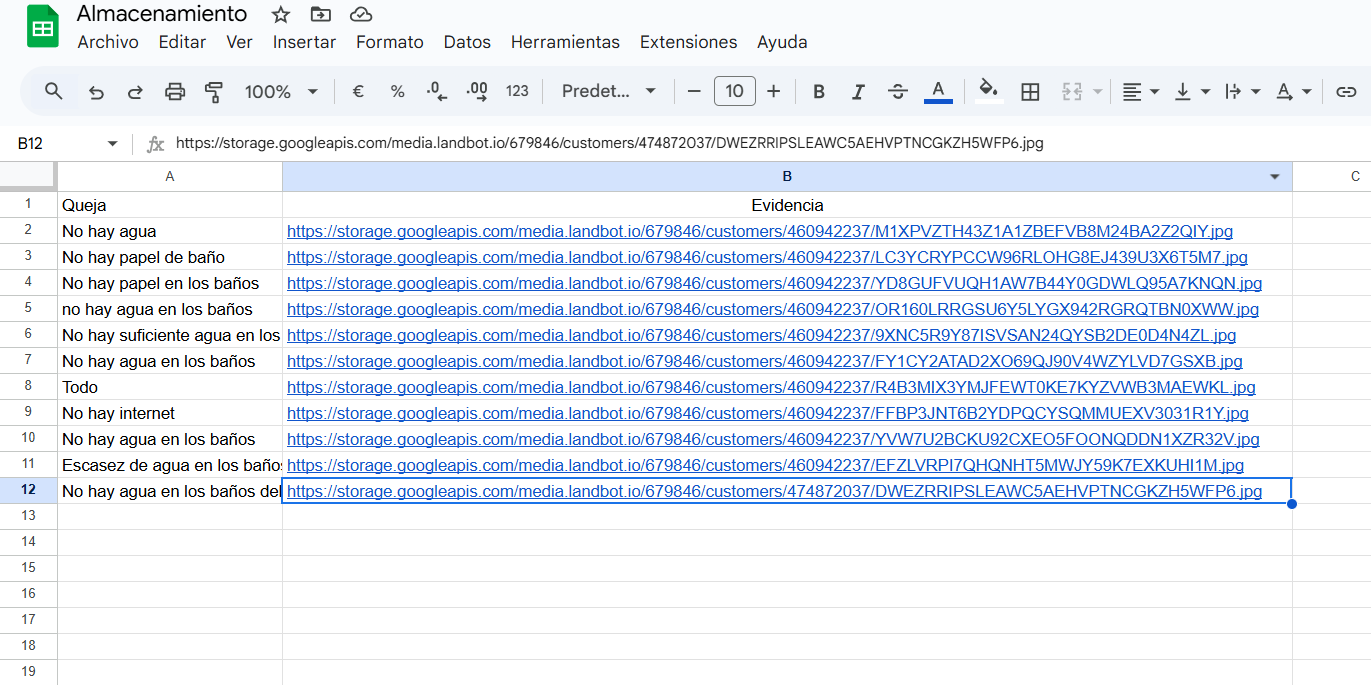 Almacenamiento
Archivo Editar Ver Insertar Formato Datos Herramientas Extensiones Ayuda
100% € % .0 .00 123 Predet... − 10 + B I S A A
B12 fx https://storage.googleapis.com/media.landbot.io/679846/customers/474872037/DWEZRRIPSLEAWC5AEHVPTNCGKZH5WFP6.jpg
A B C
1 Queja Evidencia
2 No hay agua https://storage.googleapis.com/media.landbot.io/679846/customers/460942237/M1XPVZTH43Z1A1ZBEFVB8M24BA2Z2QIY.jpg
3 No hay papel de baño https://storage.googleapis.com/media.landbot.io/679846/customers/460942237/LC3YCRYPCCW96RLOHG8EJ439U3X6T5M7.jpg
4 No hay papel en los baños https://storage.googleapis.com/media.landbot.io/679846/customers/460942237/YD8GUFVUQH1AW7B44Y0GDWLQ95A7KNQN.jpg
5 no hay agua en los baños https://storage.googleapis.com/media.landbot.io/679846/customers/460942237/OR160LRRGSU6Y5LYGX942RGRQTBN0XWW.jpg
6 No hay suficiente agua en los https://storage.googleapis.com/media.landbot.io/679846/customers/460942237/9XNC5R9Y87ISVSAN24QYSB2DE0D4N4ZL.jpg
7 No hay agua en los baños https://storage.googleapis.com/media.landbot.io/679846/customers/460942237/FY1CY2ATAD2XO69QJ90V4WZYLVD7GSXB.jpg
8 Todo https://storage.googleapis.com/media.landbot.io/679846/customers/460942237/R4B3MIX3YMJFEWT0KE7KYZVWB3MAEWKL.jpg
9 No hay internet https://storage.googleapis.com/media.landbot.io/679846/customers/460942237/FFBP3JNT6B2YDPQCYSQMMUEXV3031R1Y.jpg
10 No hay agua en los baños https://storage.googleapis.com/media.landbot.io/679846/customers/460942237/YVW7U2BCKU92CXEO5FOONQDDN1XZR32V.jpg
11 Escasez de agua en los baños https://storage.googleapis.com/media.landbot.io/679846/customers/460942237/EFZLVRPI7QHQNHT5MWJY59K7EXKUHI1M.jpg
12 No hay agua en los baños del https://storage.googleapis.com/media.landbot.io/679846/customers/474872037/DWEZRRIPSLEAWC5AEHVPTNCGKZH5WFP6.jpg
13
14
15
16
17
18
19